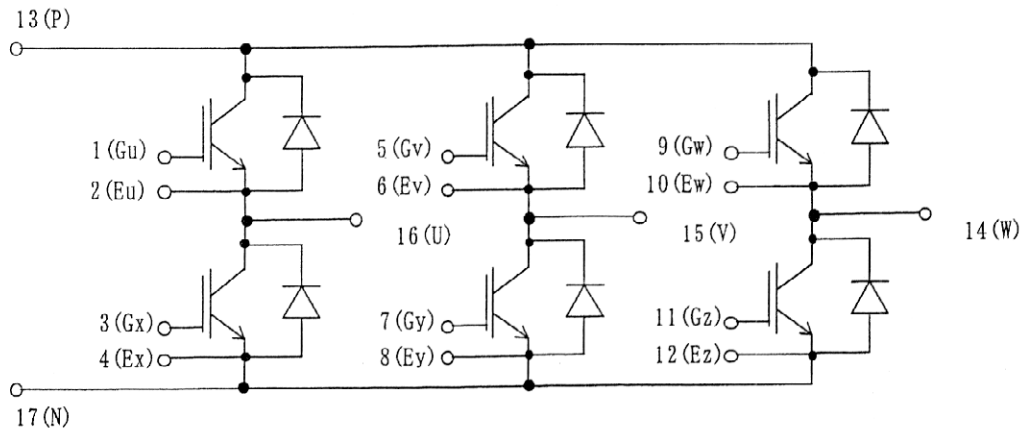 13(P)
1(Gu)
2(Eu)
5(Gv)
6(Ev)
9(Gw)
10(Ew)
16(U)
15(V)
14(W)
3(Gx)
4(Ex)
7(Gy)
8(Ey)
11(Gz)
12(Ez)
17(N)